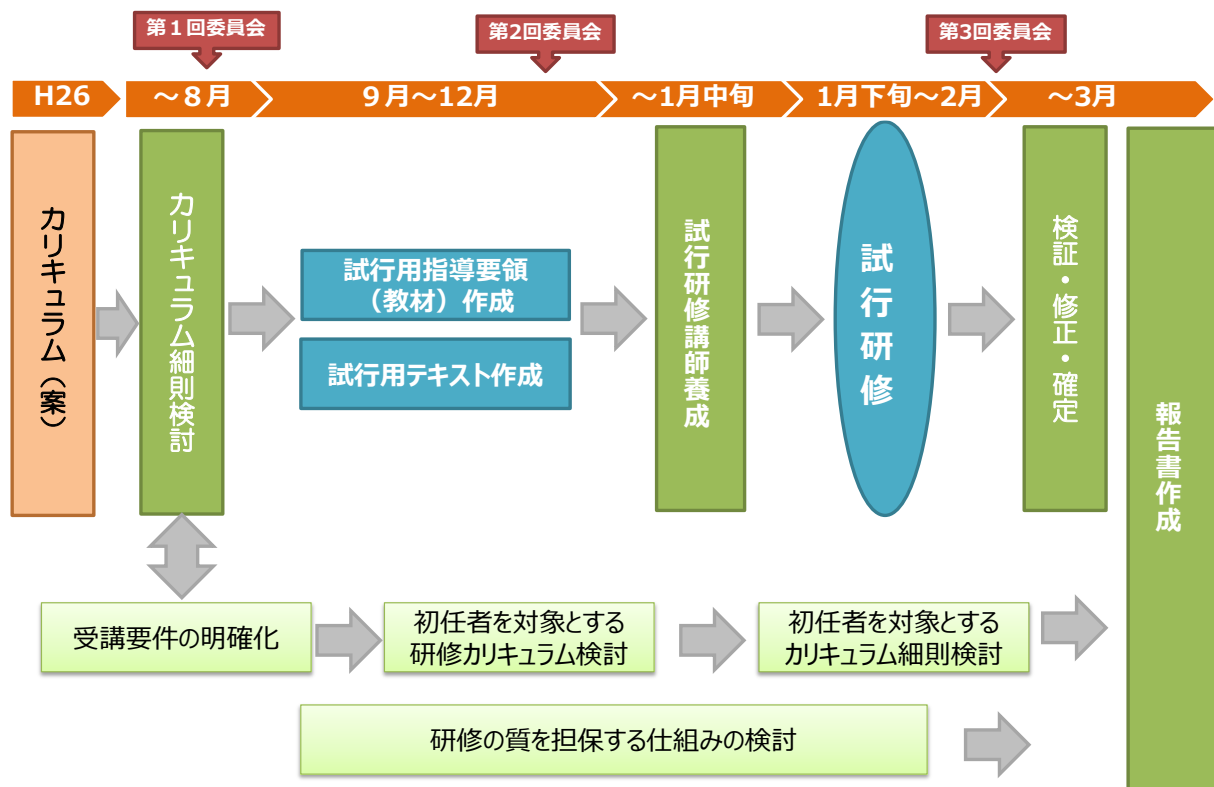 第１回委員会
第2回委員会
第3回委員会
H26
～８月
９月～12月
～1月中旬
1月下旬～2月
～3月
カリキュラム（案）
カリキュラム細則検討
試行用指導要領
（教材）作成
試行用テキスト作成
試行研修講師養成
試行研修
検証・修正・確定
報告書作成
受講要件の明確化
初任者を対象とする
研修カリキュラム検討
初任者を対象とする
カリキュラム細則検討
研修の質を担保する仕組みの検討